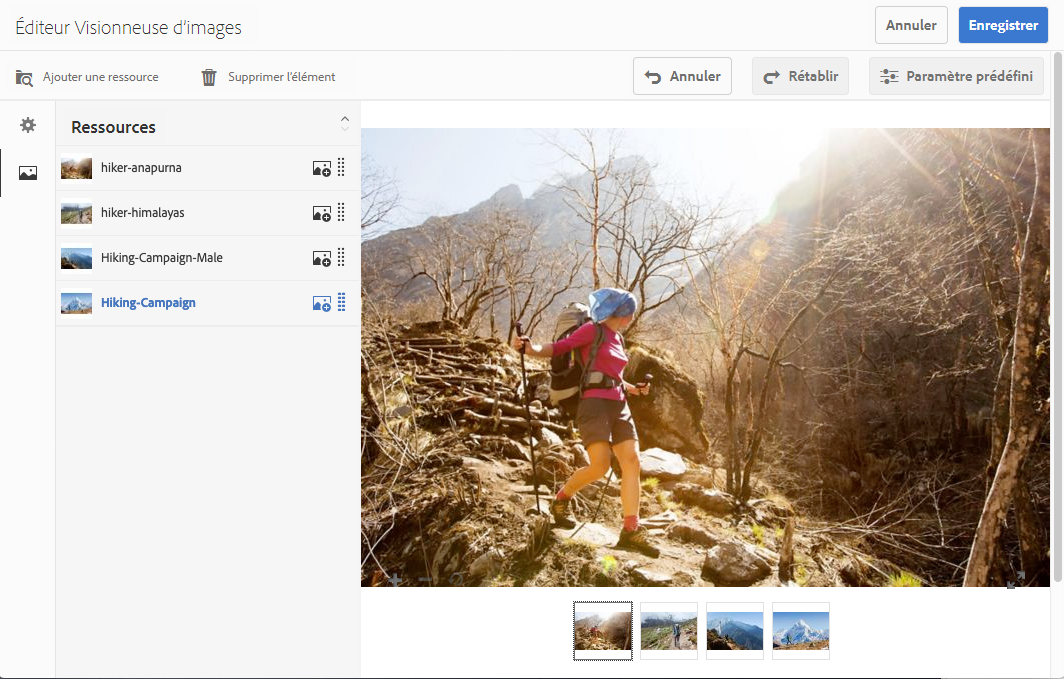 Éditeur Visionneuse d’images
Annuler
Enregistrer
Ajouter une ressource
Supprimer l’élément
Annuler
Rétablir
Paramètre prédéfini
Ressources
hiker-anapurna
hiker-himalayas
Hiking-Campaign-Male
Hiking-Campaign